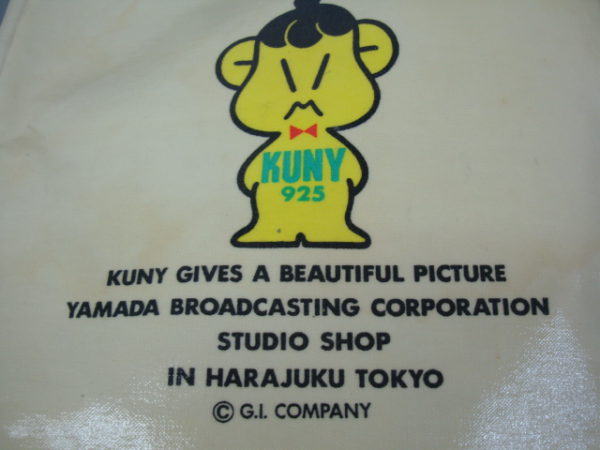 KUNY
925
KUNY GIVES A BEAUTIFUL PICTURE
YAMADA BROADCASTING CORPORATION
STUDIO SHOP
IN HARAJUKU TOKYO
© G.I. COMPANY